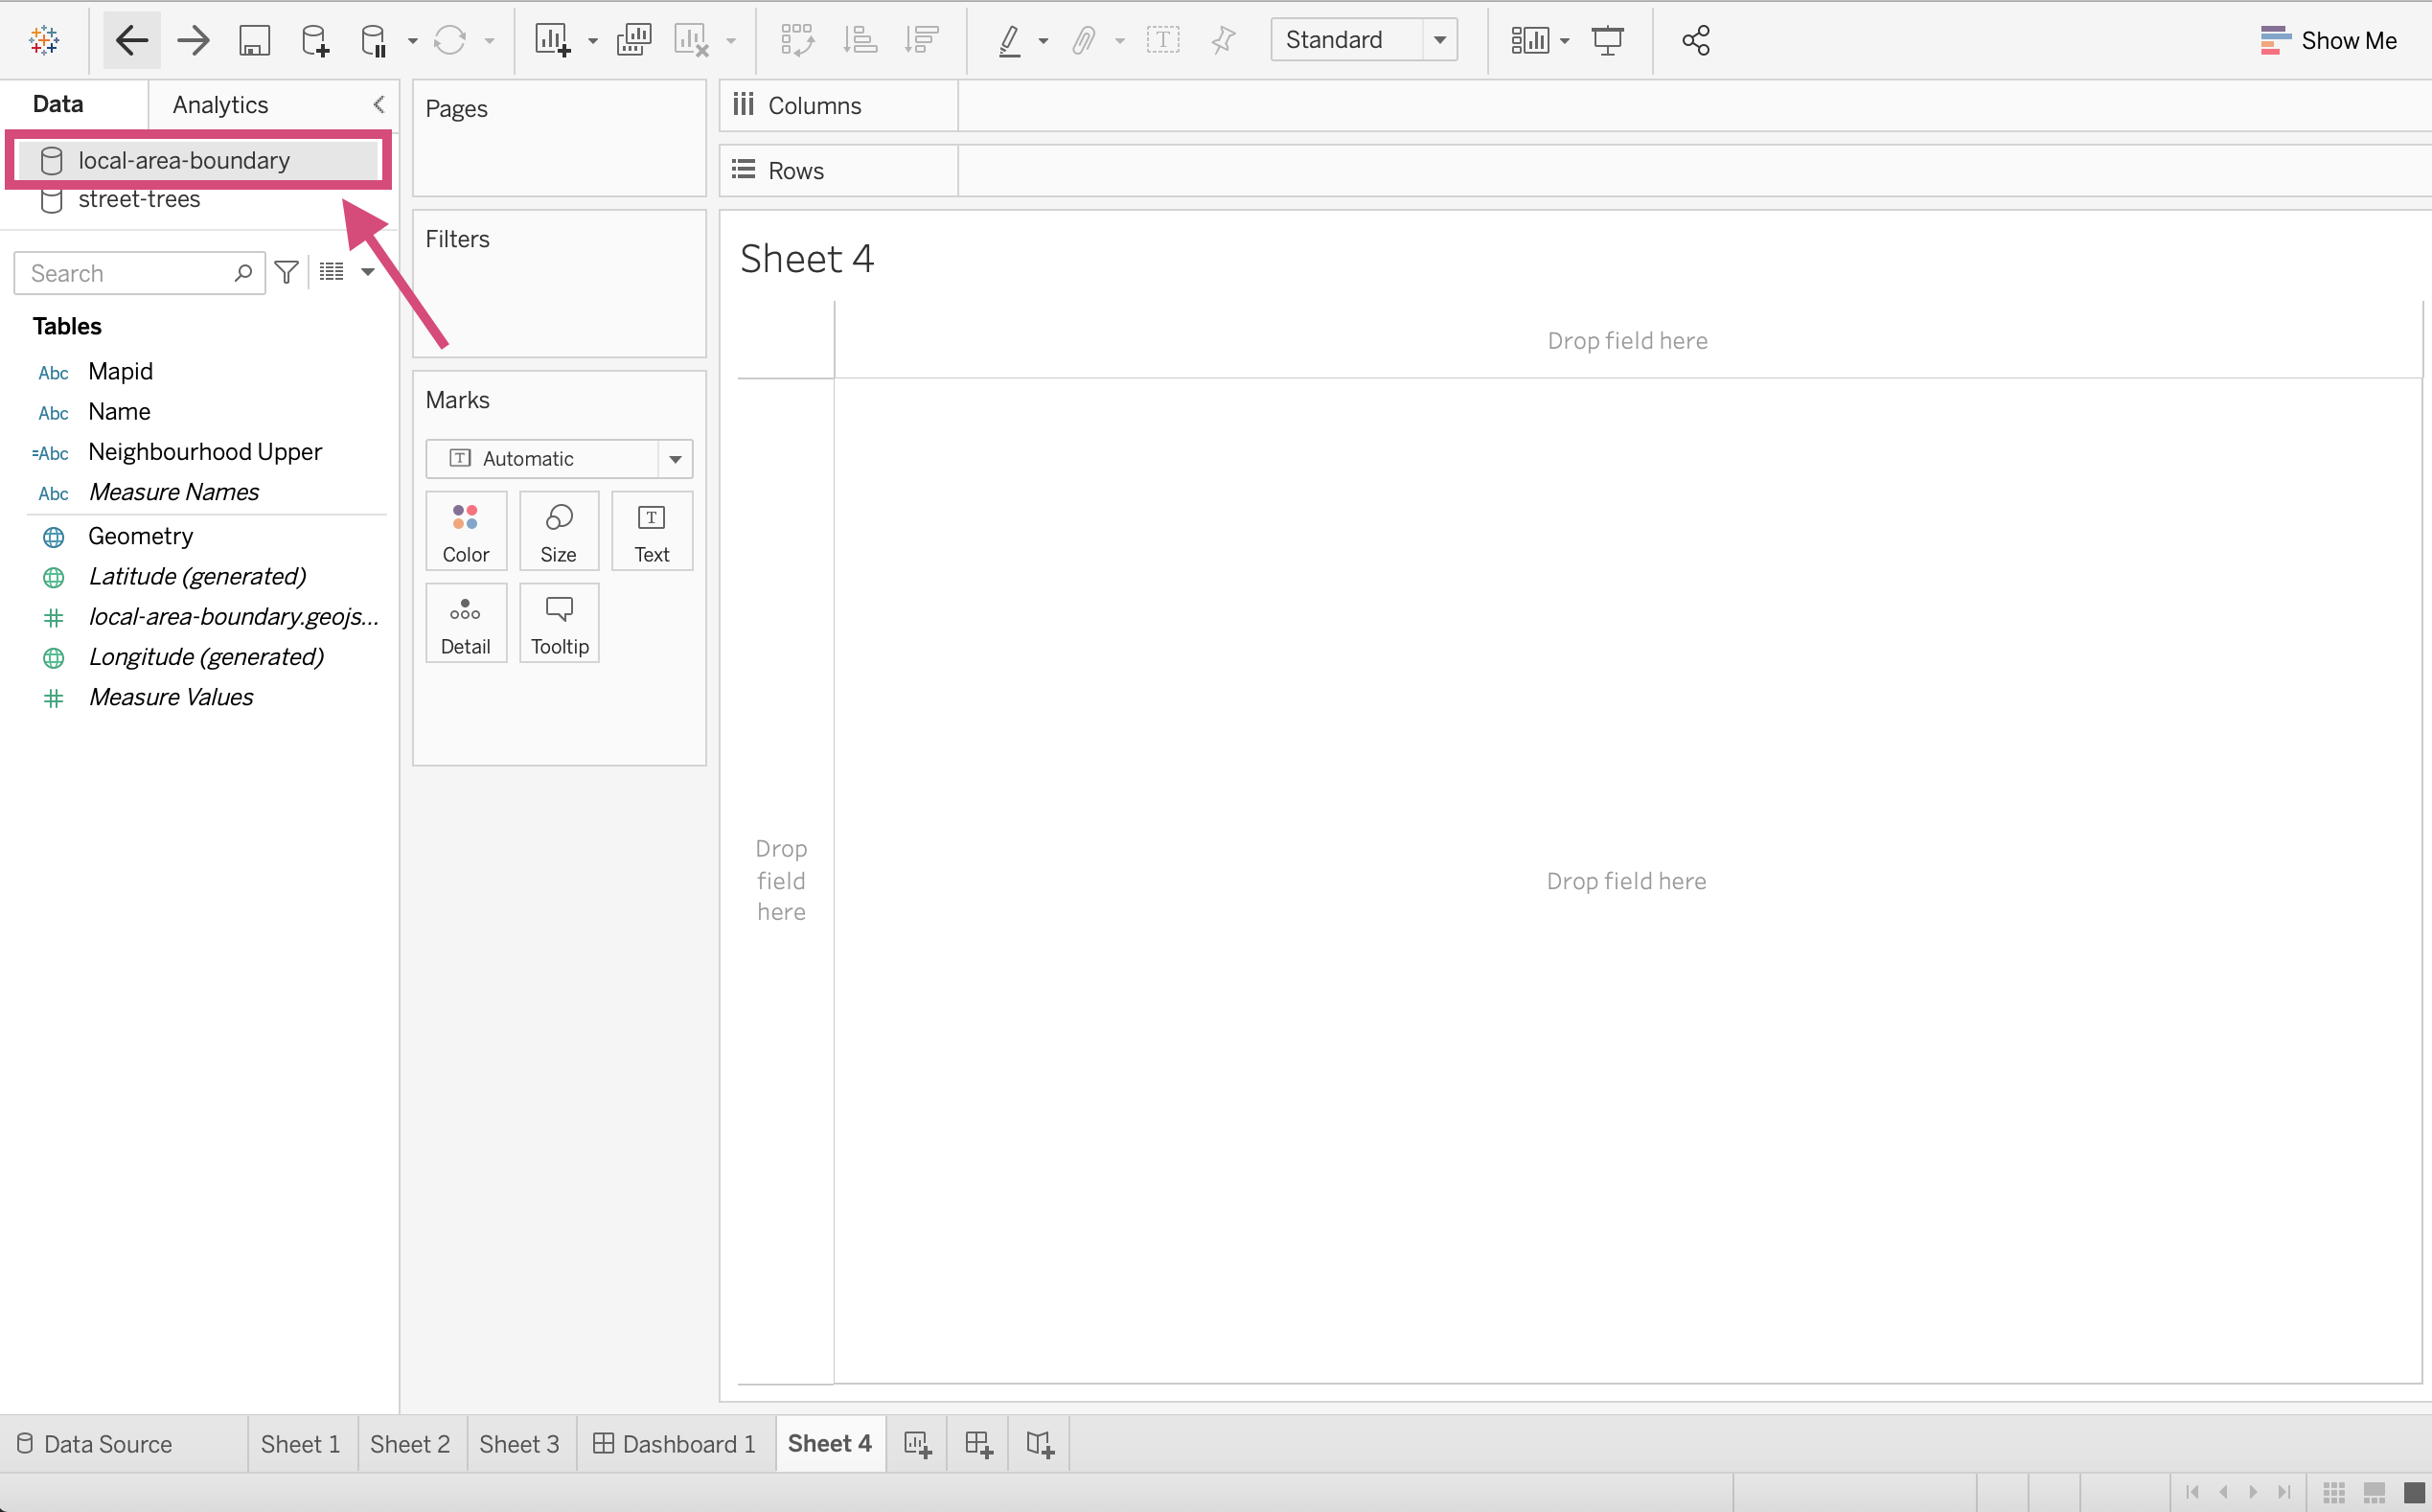 Standard
Show Me
Data
Analytics
local-area-boundary
street-trees
Search
Tables
Abc Mapid
Abc Name
=Abc Neighbourhood Upper
Abc Measure Names
Geometry
Latitude (generated)
local-area-boundary.geojs...
Longitude (generated)
Measure Values
Pages
Filters
Marks
Automatic
Color
Size
Text
Detail
Tooltip
Columns
Rows
Sheet 4
Drop field here
Drop
field
here
Drop field here
Data Source
Sheet 1
Sheet 2
Sheet 3
Dashboard 1
Sheet 4